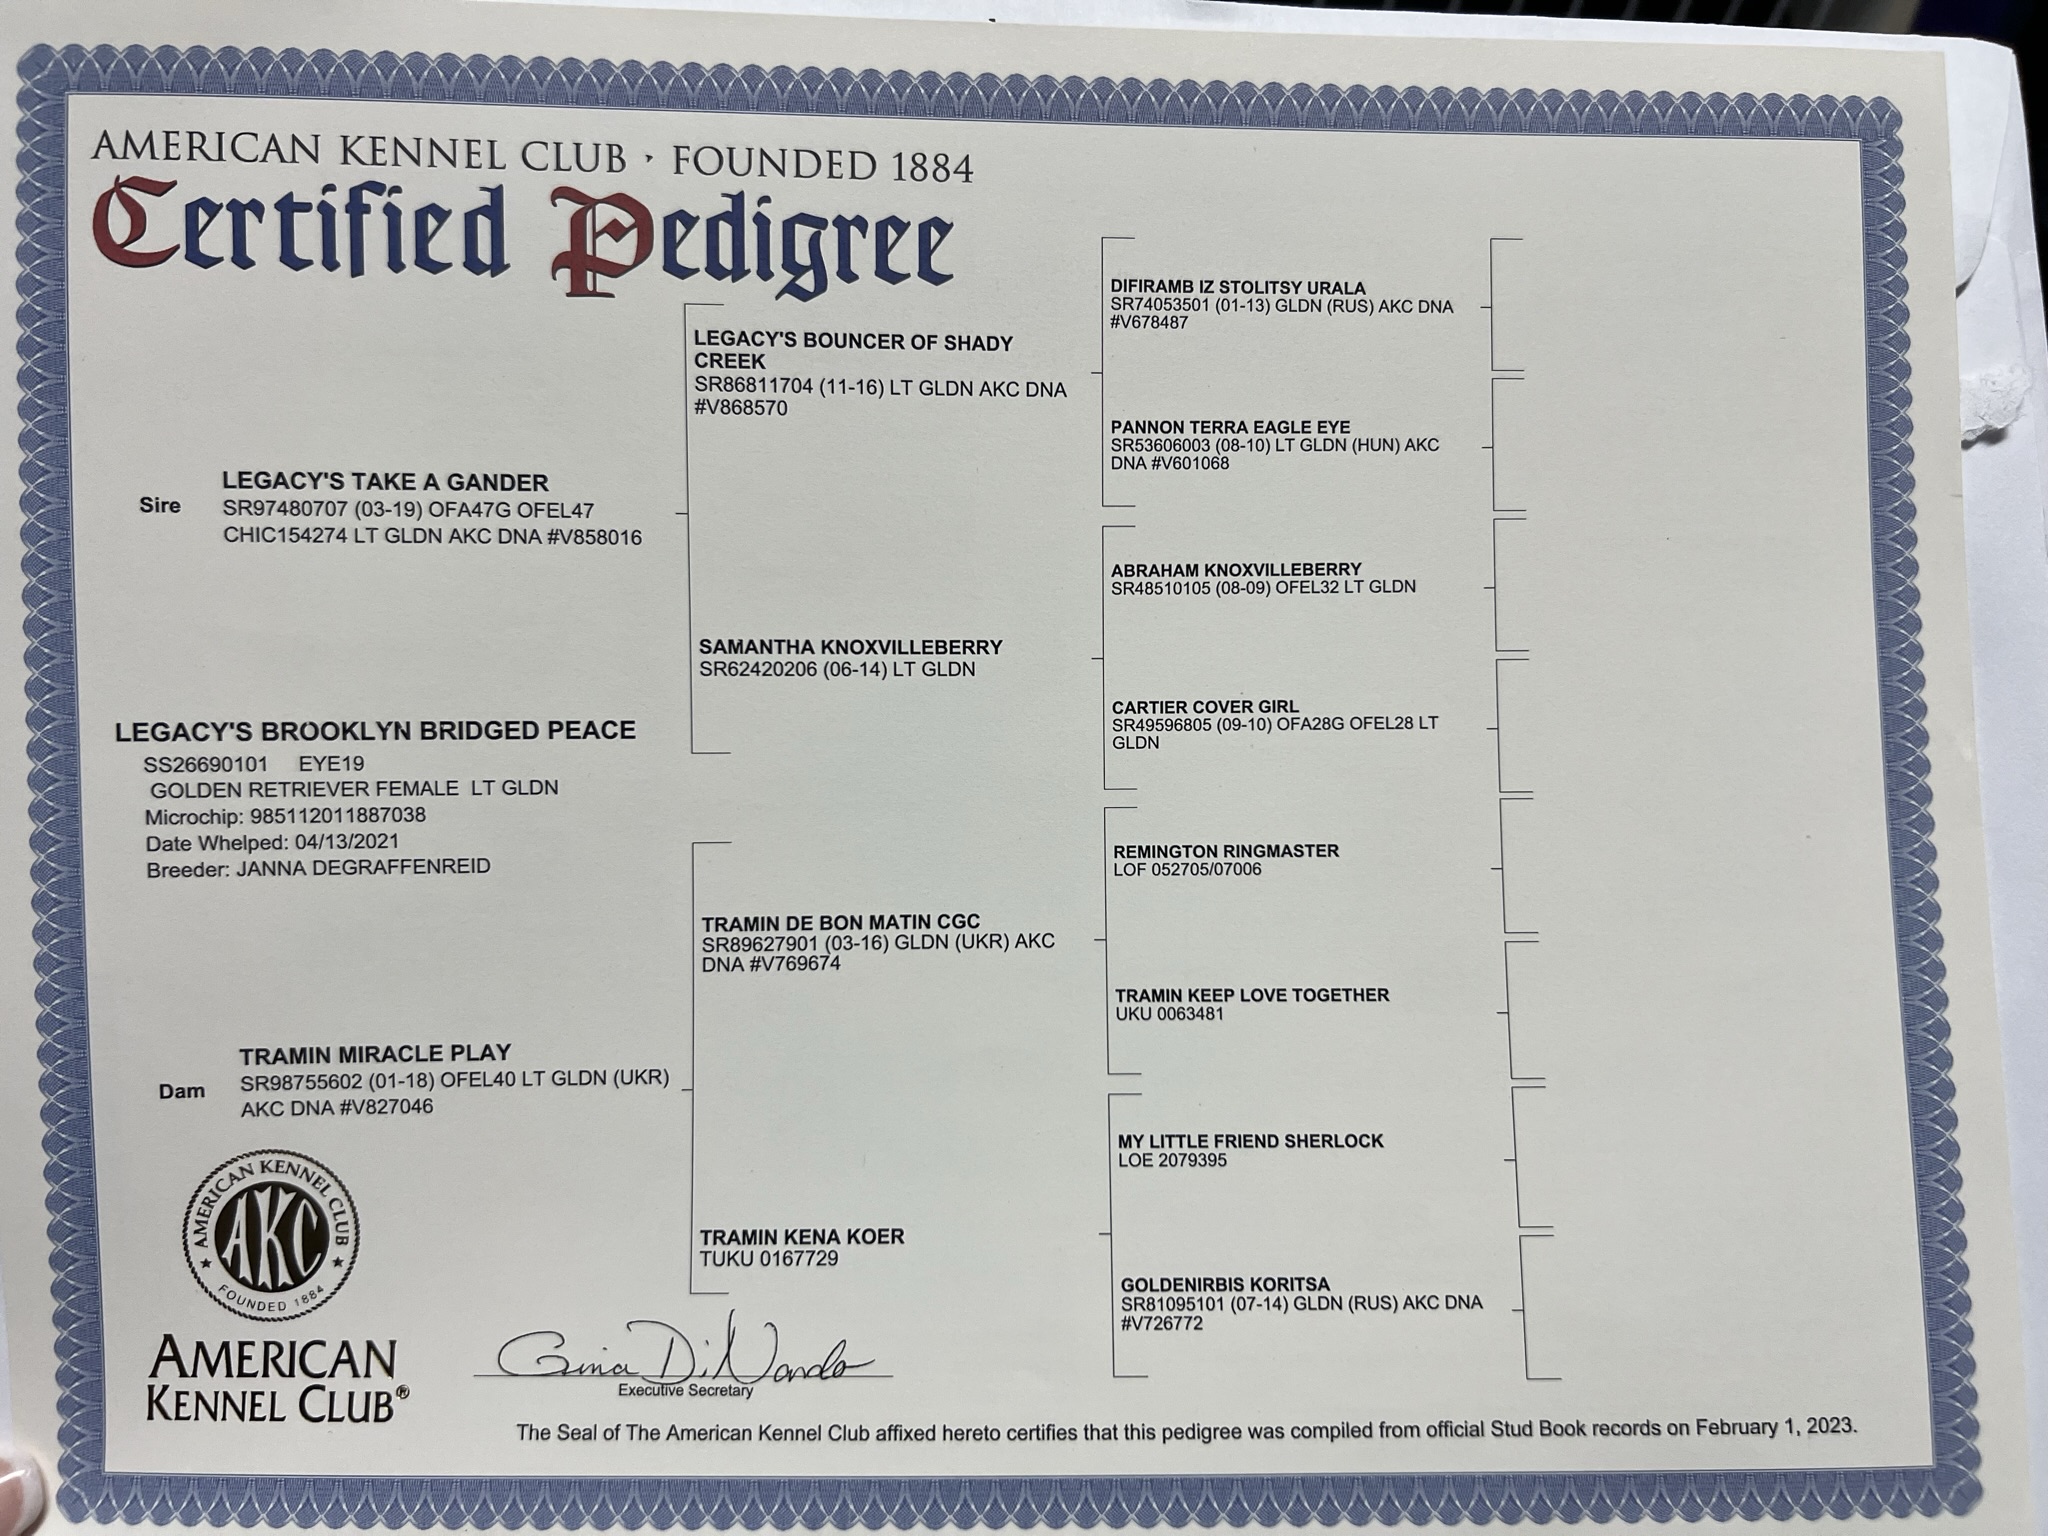 AMERICAN KENNEL CLUB · FOUNDED 1884
Certified Pedigree
Sire
LEGACY'S TAKE A GANDER
SR97480707 (03-19) OFA47G OFEL47
CHIC154274 LT GLDN AKC DNA #V858016
LEGACY'S BROOKLYN BRIDGED PEACE
SS26690101 EYE19
GOLDEN RETRIEVER FEMALE LT GLDN
Microchip: 985112011887038
Date Whelped: 04/13/2021
Breeder: JANNA DEGRAFFENREID
Dam
TRAMIN MIRACLE PLAY
SR98755602 (01-18) OFEL40 LT GLDN (UKR)
AKC DNA #V827046
LEGACY'S BOUNCER OF SHADY
CREEK
SR86811704 (11-16) LT GLDN AKC DNA
#V868570
SAMANTHA KNOXVILLEBERRY
SR62420206 (06-14) LT GLDN
TRAMIN DE BON MATIN CGC
SR89627901 (03-16) GLDN (UKR) AKC
DNA #V769674
TRAMIN KENA KOER
TUKU 0167729
DIFIRAMB IZ STOLITSY URALA
SR74053501 (01-13) GLDN (RUS) AKC DNA
#V678487
PANNON TERRA EAGLE EYE
SR53606003 (08-10) LT GLDN (HUN) AKC
DNA #V601068
ABRAHAM KNOXVILLEBERRY
SR48510105 (08-09) OFEL32 LT GLDN
CARTIER COVER GIRL
SR49596805 (09-10) OFA28G OFEL28 LT
GLDN
REMINGTON RINGMASTER
LOF 052705/07006
TRAMIN KEEP LOVE TOGETHER
UKU 0063481
MY LITTLE FRIEND SHERLOCK
LOE 2079395
GOLDENIRBIS KORITSA
SR81095101 (07-14) GLDN (RUS) AKC DNA
#V726772
AMERICAN KENNEL CLUB
AKC
FOUNDED 1884
AMERICAN
KENNEL CLUB®
Gina DiNardo
Executive Secretary
The Seal of The American Kennel Club affixed hereto certifies that this pedigree was compiled from official Stud Book records on February 1, 2023.